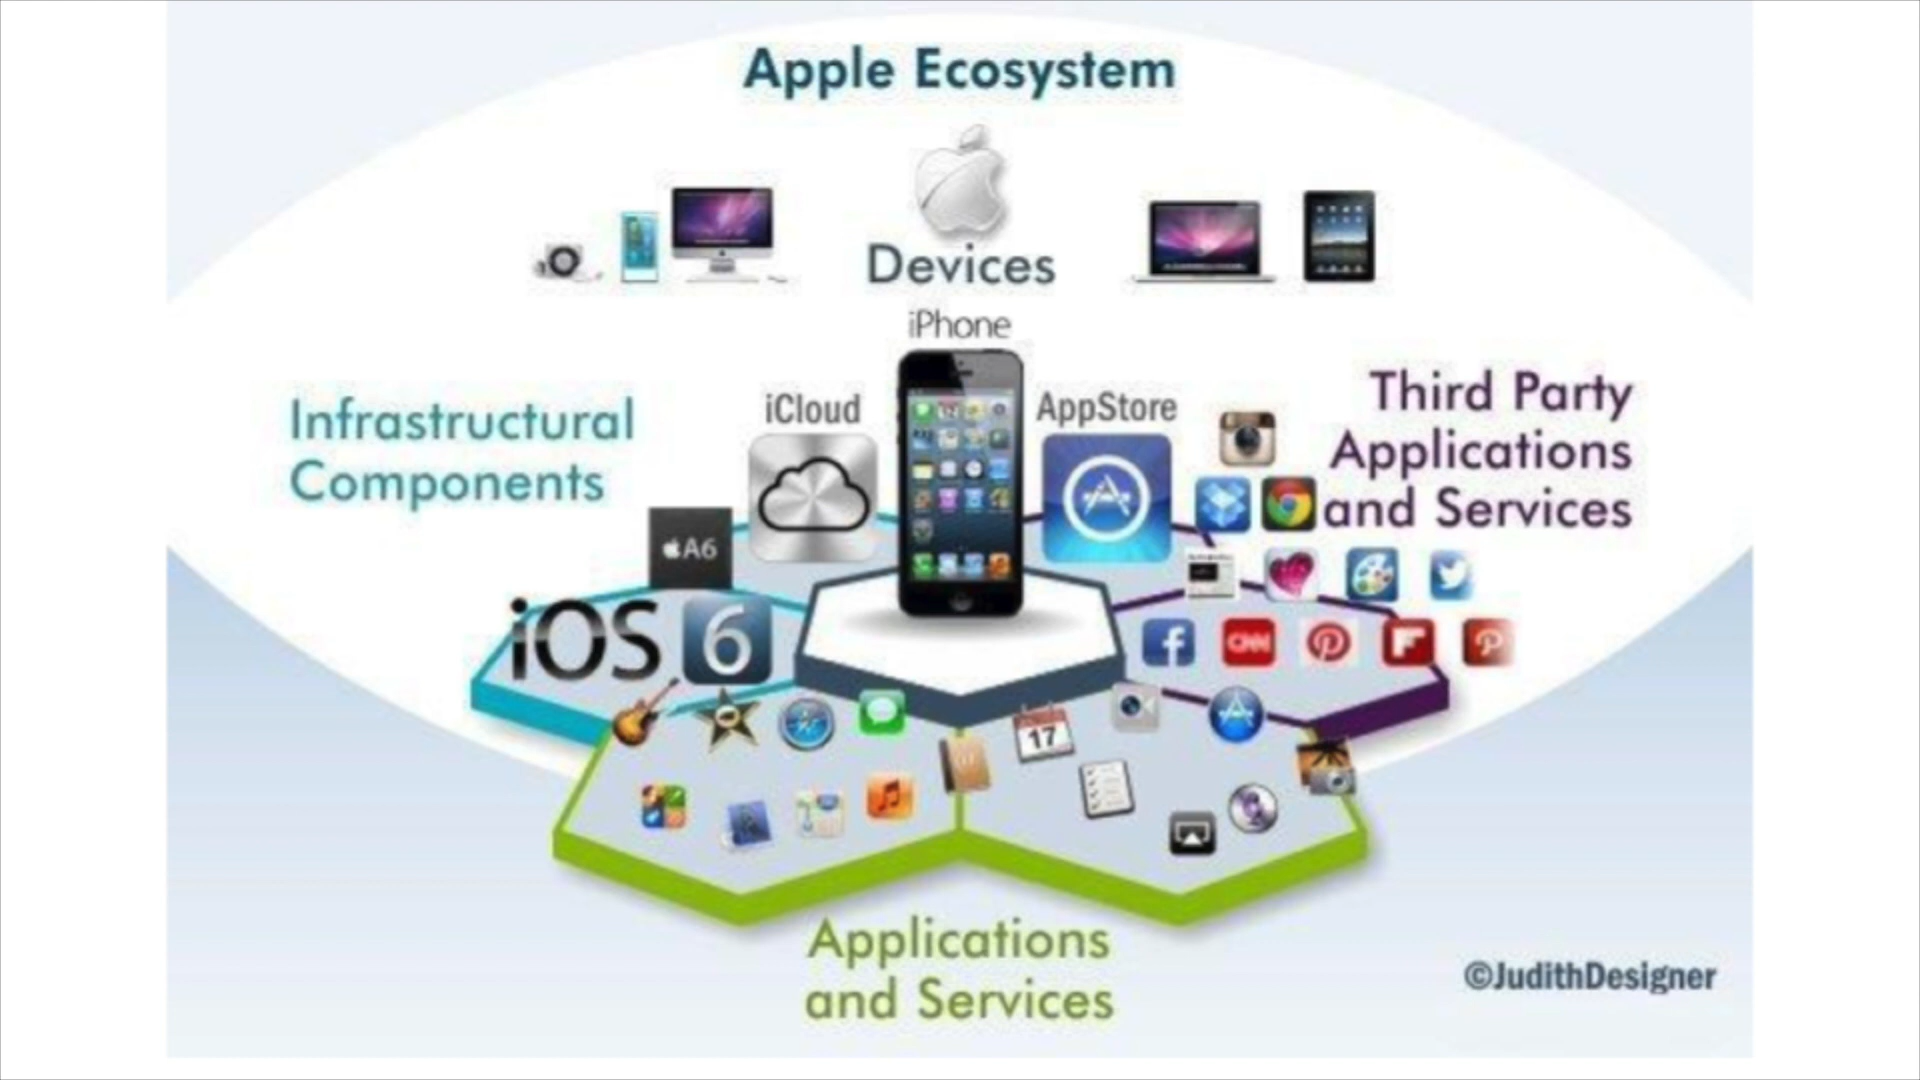 Apple Ecosystem
Devices
iPhone
iCloud
AppStore
Infrastructural
Components
Third Party
Applications
and Services
A6
iOS 6
CNN
17
Applications
and Services
©JudithDesigner